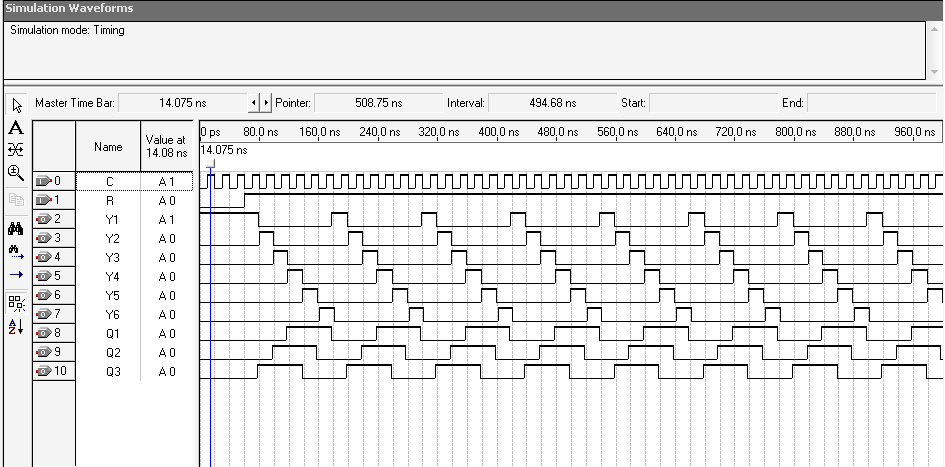 Simulation Waveforms
Simulation mode: Timing
Master Time Bar: 14.075 ns Pointer: 508.75 ns Interval: 494.68 ns Start: End:
Name Value at 14.08 ns
0 ps 80.0 ns 160.0 ns 240.0 ns 320.0 ns 400.0 ns 480.0 ns 560.0 ns 640.0 ns 720.0 ns 800.0 ns 880.0 ns 960.0 ns
14.075 ns
0 C A 1
1 R A 0
2 Y1 A 1
3 Y2 A 0
4 Y3 A 0
5 Y4 A 0
6 Y5 A 0
7 Y6 A 0
8 Q1 A 0
9 Q2 A 0
10 Q3 A 0